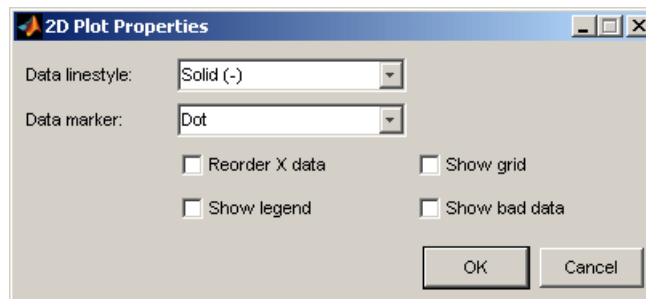 2D Plot Properties
Data linestyle: Solid (-)
Data marker: Dot
Reorder X data Show grid
Show legend Show bad data
OK Cancel